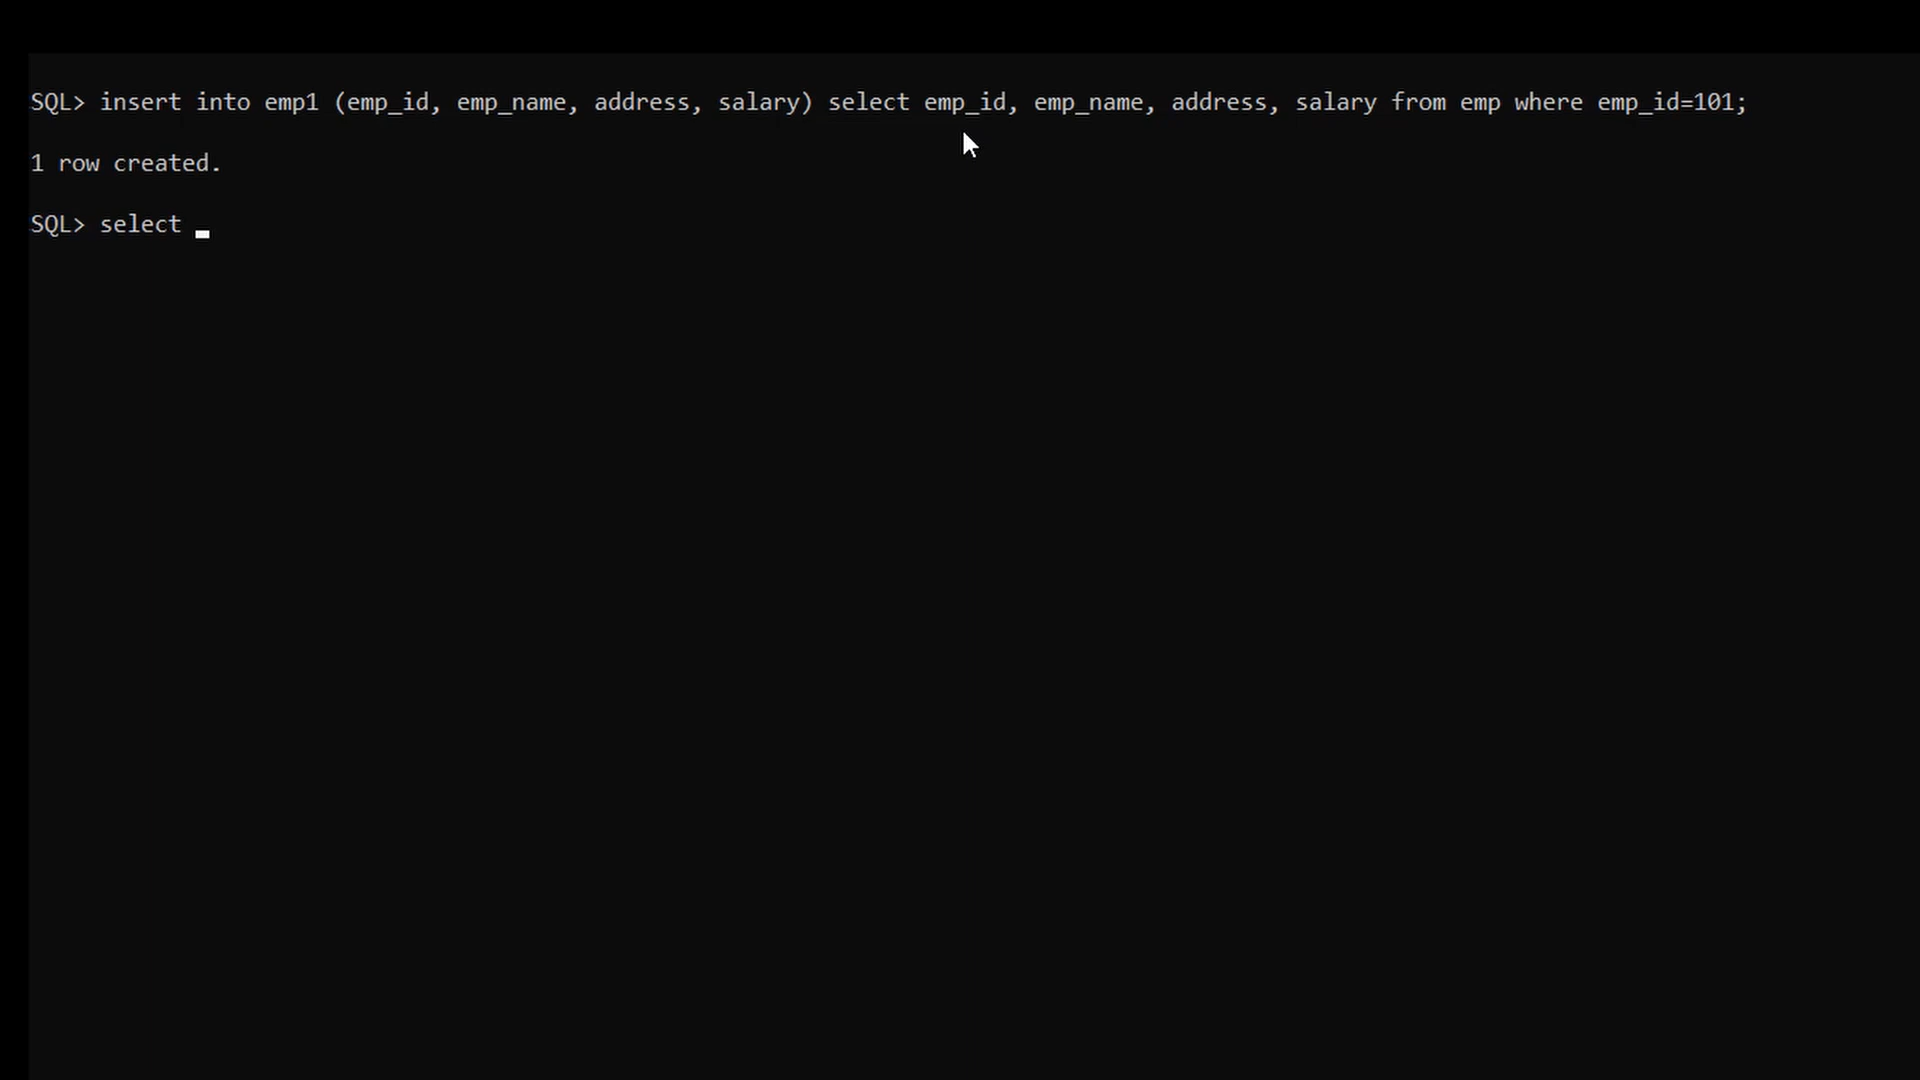 SQL> insert into emp1 (emp_id, emp_name, address, salary) select emp_id, emp_name, address, salary from emp where emp_id=101;
1 row created.
SQL> select